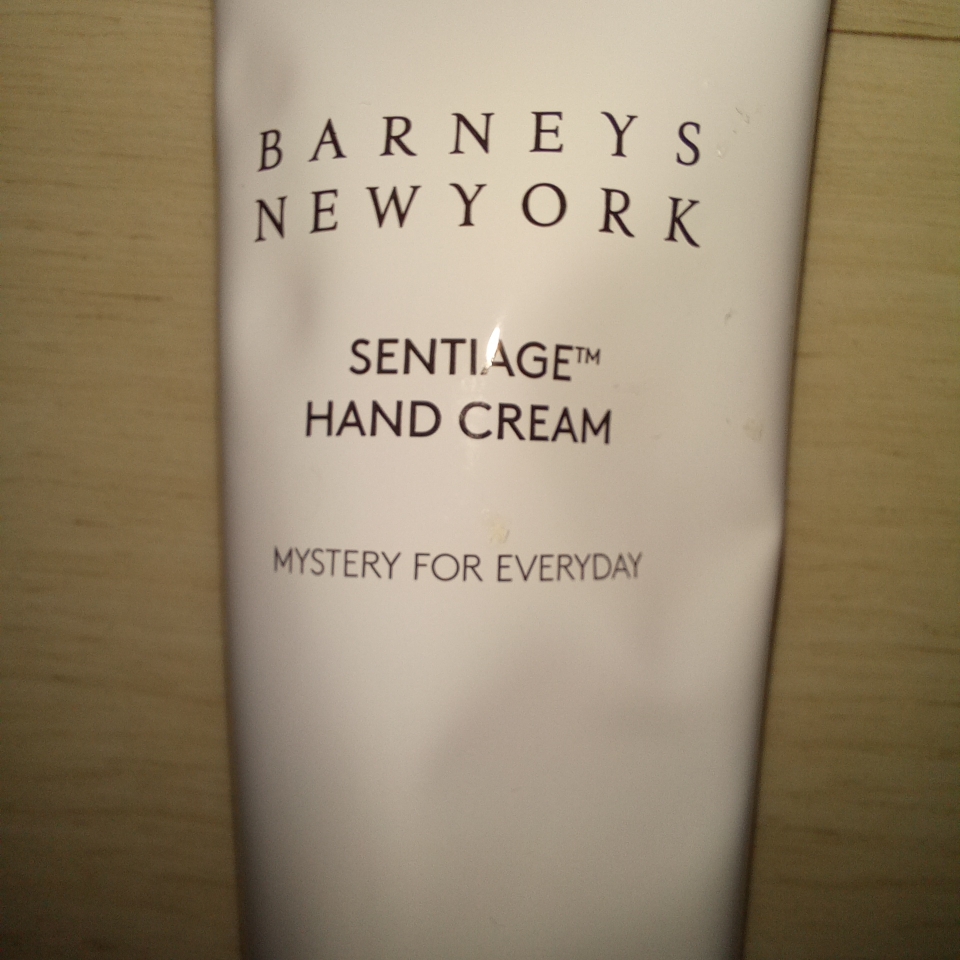 BARNEYS
NEWYORK
SENTIAGE™
HAND CREAM
MYSTERY FOR EVERYDAY